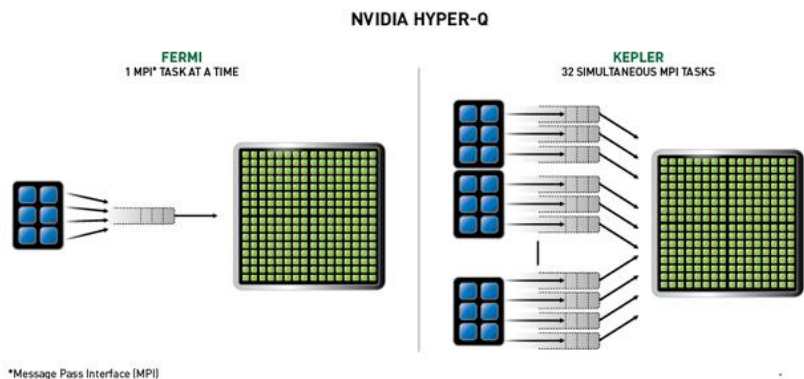 NVIDIA HYPER-Q
FERMI
1 MPI* TASK AT A TIME
KEPLER
32 SIMULTANEOUS MPI TASKS
*Message Pass Interface (MPI)